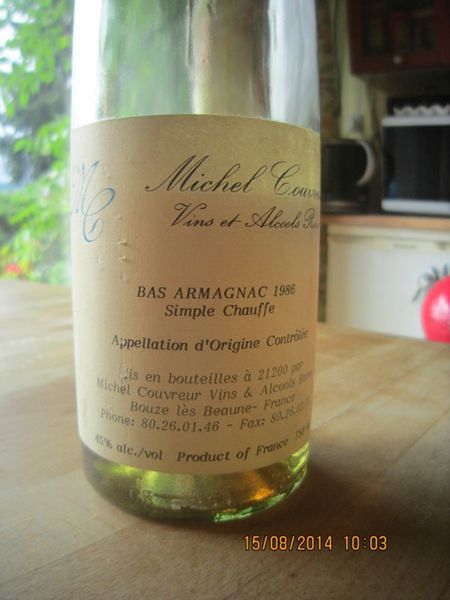 MC
Michel
Vins et Alcools
BAS ARMAGNAC 1986
Simple Chauffe
Appellation d'Origine Contrôlée
en bouteilles à 21200 par
Michel Couvreur Vins & Alcools
Bouze lès Beaune- France
Phone: 80.26.01.46 - Fax:
45% alc./vol Product of France
15/08/2014 10:03